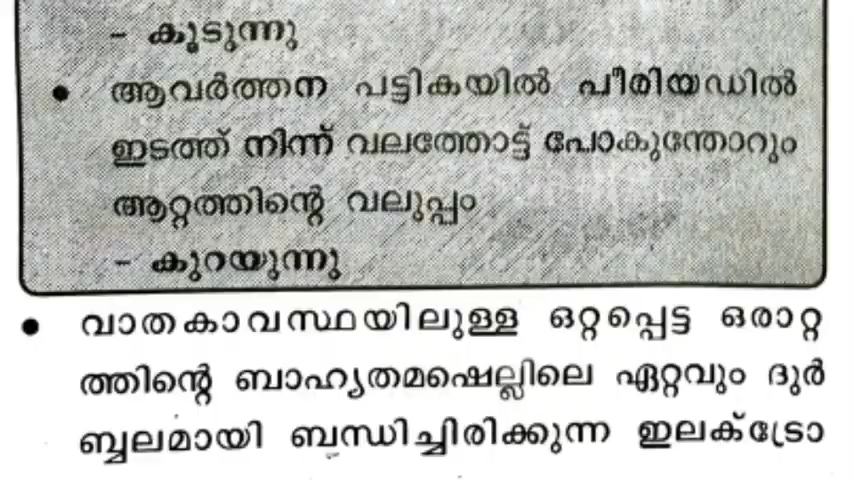 – കൂടുന്നു
• ആവർത്തന പട്ടികയിൽ പീരിയഡിൽ
ഇടത്ത് നിന്ന് വലത്തോട്ട് പോകുന്തോറും
ആറ്റത്തിന്റെ വലുപ്പം
– കുറയുന്നു
• വാതകാവസ്ഥയിലുള്ള ഒറ്റപ്പെട്ട ഒരാറ്റ
ത്തിന്റെ ബാഹ്യതമഷെല്ലിലെ ഏറ്റവും ദുർ
ബ്ബലമായി ബന്ധിച്ചിരിക്കുന്ന ഇലക്ട്രോ